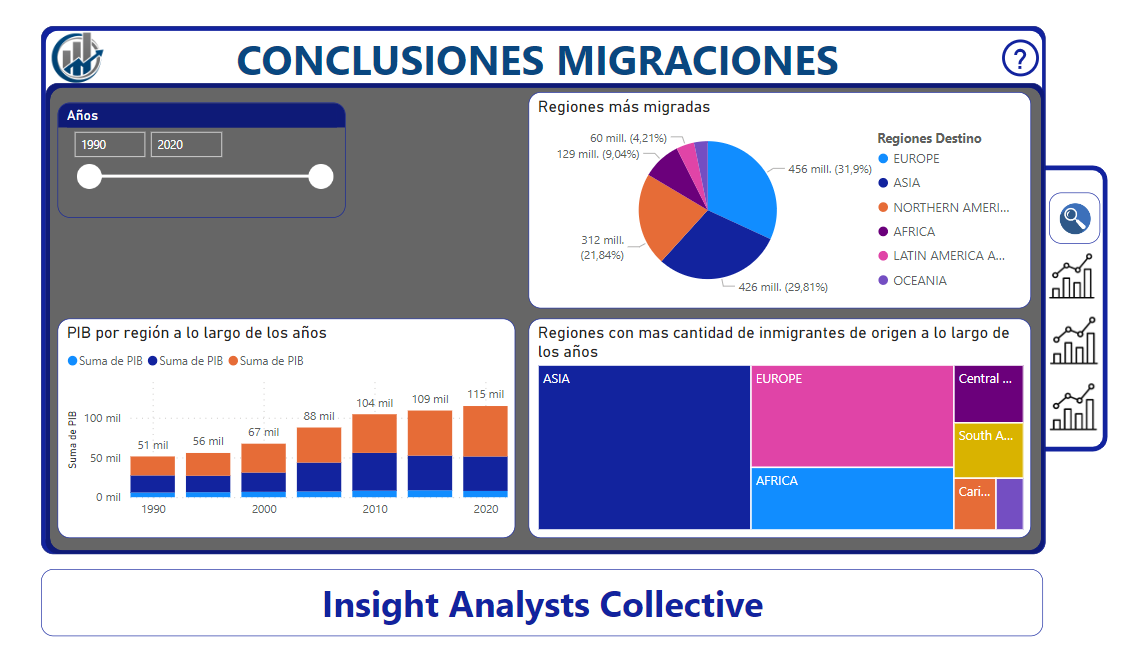 CONCLUSIONES MIGRACIONES
?
Años
1990
2020
Regiones más migradas
60 mill. (4,21%)
129 mill. (9,04%)
456 mill. (31,9%)
312 mill.
(21,84%)
426 mill. (29,81%)
Regiones Destino
EUROPE
ASIA
NORTHERN AMERI...
AFRICA
LATIN AMERICA A...
OCEANIA
PIB por región a lo largo de los años
Suma de PIB Suma de PIB Suma de PIB
Suma de PIB
100 mil
50 mil
0 mil
51 mil
56 mil
67 mil
88 mil
104 mil
109 mil
115 mil
1990
2000
2010
2020
Regiones con mas cantidad de inmigrantes de origen a lo largo de
los años
ASIA
EUROPE
AFRICA
Central ...
South A...
Cari...
Insight Analysts Collective